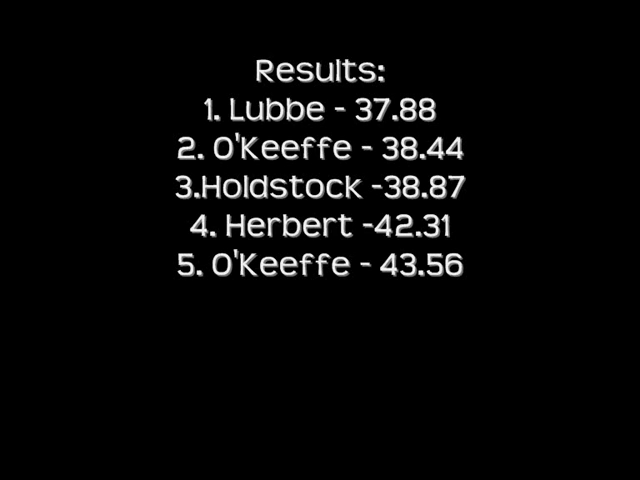 Results:
1. Lubbe - 37.88
2. O'Keeffe - 38.44
3.Holdstock -38.87
4. Herbert -42.31
5. O'Keeffe - 43.56